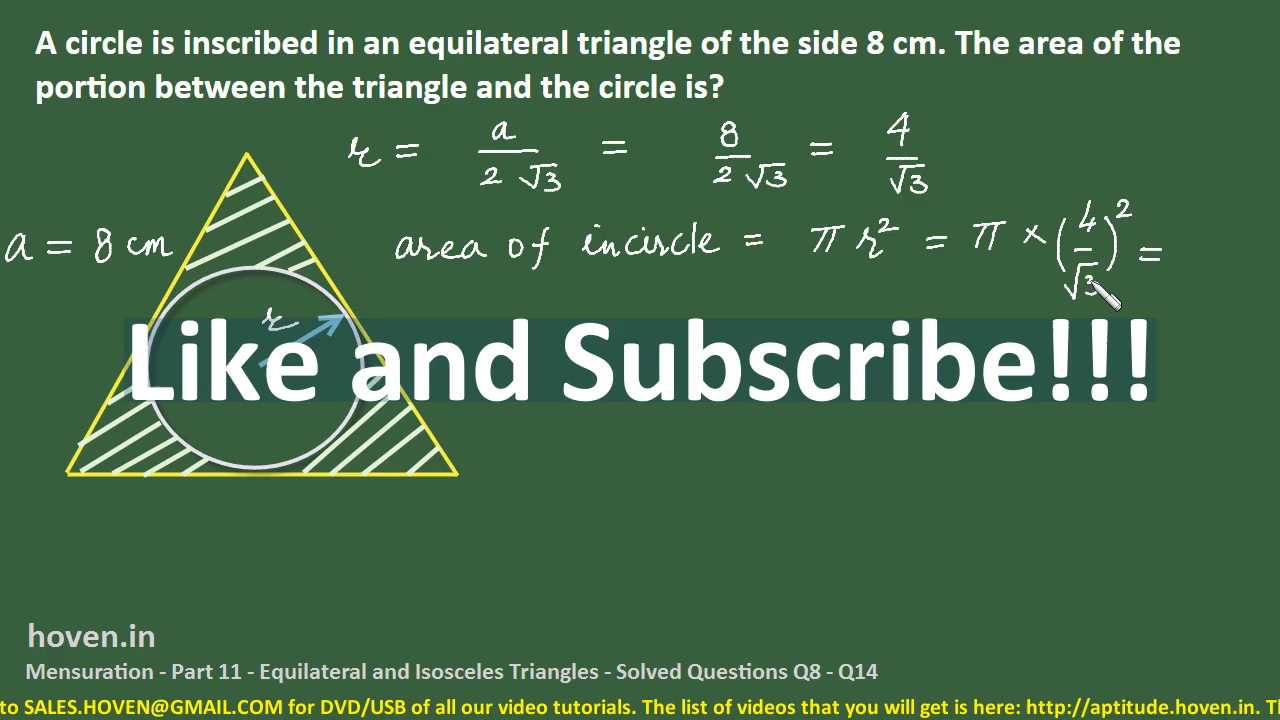 A circle is inscribed in an equilateral triangle of the side 8 cm. The area of the
portion between the triangle and the circle is?
r = a / 2 √3 = 8 / 2 √3 = 4 / √3
a = 8 cm
area of incircle = π r² = π × (4 / √3)² =
r
Like and Subscribe!!!
hoven.in
Mensuration - Part 11 - Equilateral and Isosceles Triangles - Solved Questions Q8 - Q14
to SALES.HOVEN@GMAIL.COM for DVD/USB of all our video tutorials. The list of videos that you will get is here: http://aptitude.hoven.in. T